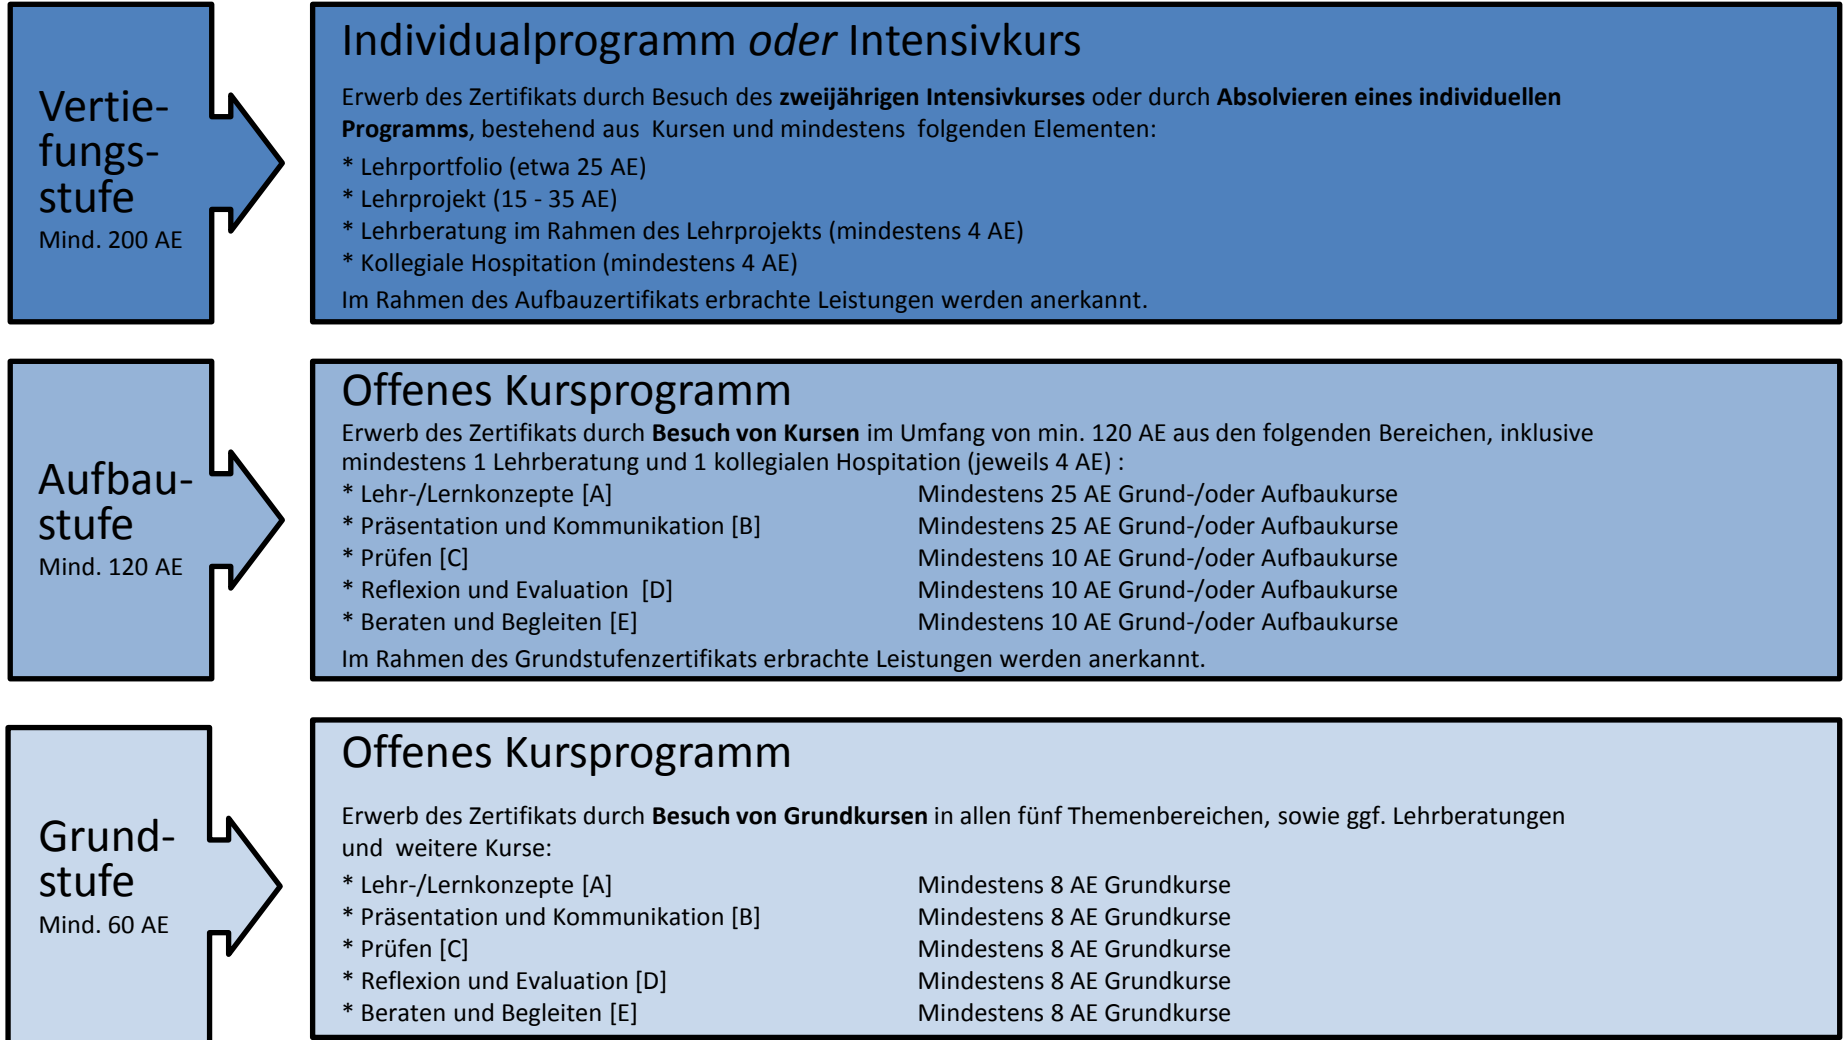 Vertie-
fungs-
stufe
Mind. 200 AE
Individualprogramm oder Intensivkurs
Erwerb des Zertifikats durch Besuch des zweijährigen Intensivkurses oder durch Absolvieren eines individuellen
Programms, bestehend aus Kursen und mindestens folgenden Elementen:
* Lehrportfolio (etwa 25 AE)
* Lehrprojekt (15 - 35 AE)
* Lehrberatung im Rahmen des Lehrprojekts (mindestens 4 AE)
* Kollegiale Hospitation (mindestens 4 AE)
Im Rahmen des Aufbauzertifikats erbrachte Leistungen werden anerkannt.
Aufbau-
stufe
Mind. 120 AE
Offenes Kursprogramm
Erwerb des Zertifikats durch Besuch von Kursen im Umfang von min. 120 AE aus den folgenden Bereichen, inklusive
mindestens 1 Lehrberatung und 1 kollegialen Hospitation (jeweils 4 AE) :
* Lehr-/Lernkonzepte [A] Mindestens 25 AE Grund-/oder Aufbaukurse
* Präsentation und Kommunikation [B] Mindestens 25 AE Grund-/oder Aufbaukurse
* Prüfen [C] Mindestens 10 AE Grund-/oder Aufbaukurse
* Reflexion und Evaluation [D] Mindestens 10 AE Grund-/oder Aufbaukurse
* Beraten und Begleiten [E] Mindestens 10 AE Grund-/oder Aufbaukurse
Im Rahmen des Grundstufenzertifikats erbrachte Leistungen werden anerkannt.
Grund-
stufe
Mind. 60 AE
Offenes Kursprogramm
Erwerb des Zertifikats durch Besuch von Grundkursen in allen fünf Themenbereichen, sowie ggf. Lehrberatungen
und weitere Kurse:
* Lehr-/Lernkonzepte [A] Mindestens 8 AE Grundkurse
* Präsentation und Kommunikation [B] Mindestens 8 AE Grundkurse
* Prüfen [C] Mindestens 8 AE Grundkurse
* Reflexion und Evaluation [D] Mindestens 8 AE Grundkurse
* Beraten und Begleiten [E] Mindestens 8 AE Grundkurse